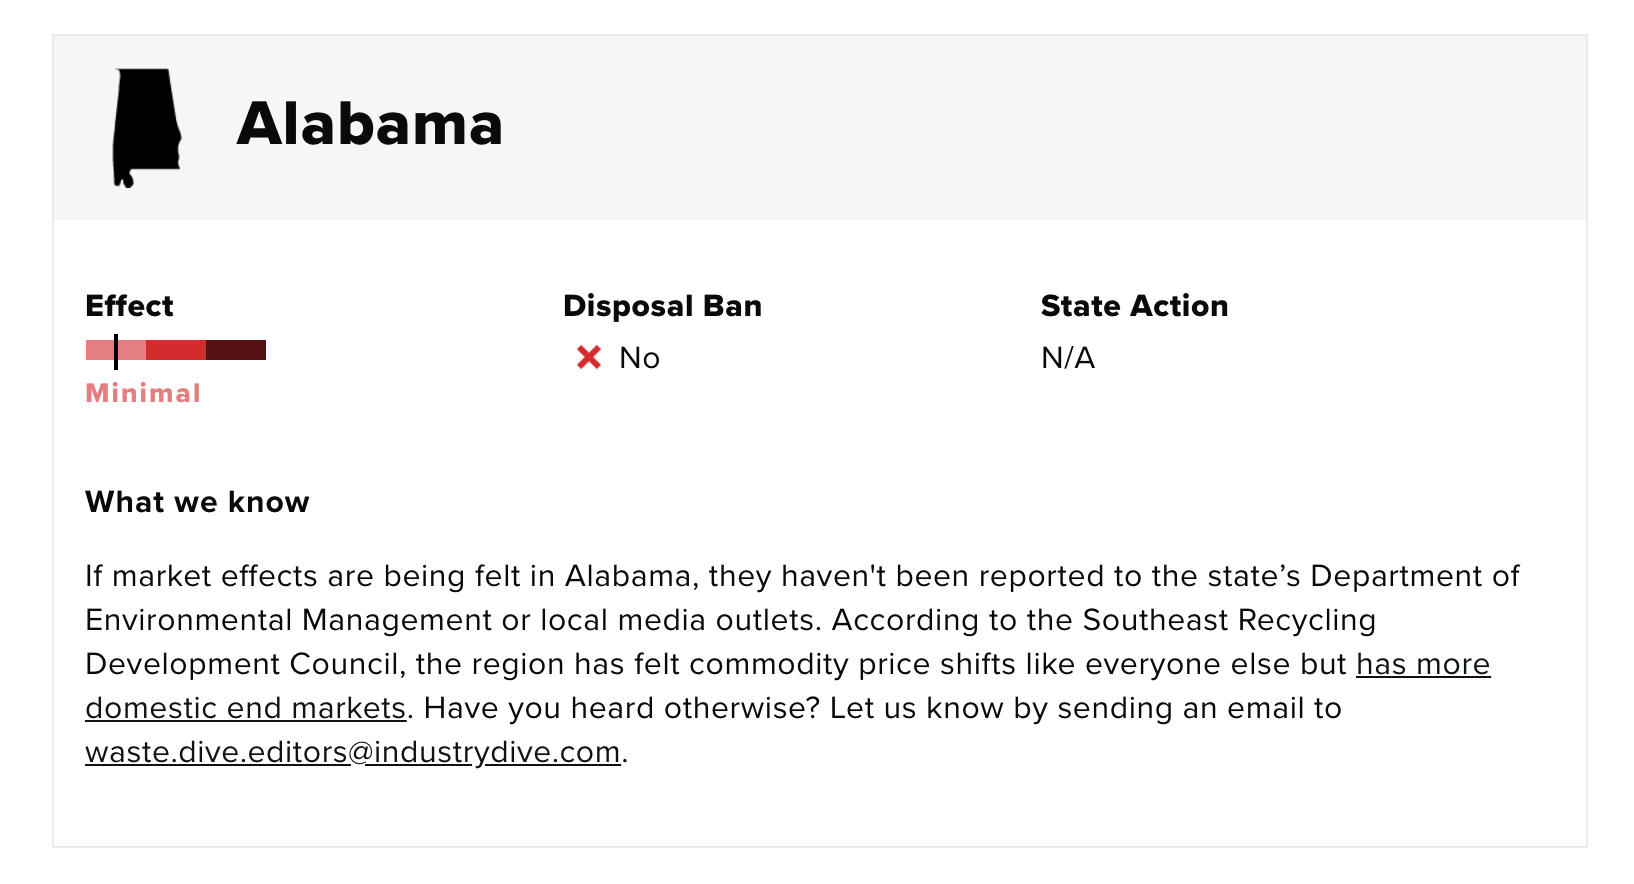 Alabama
Effect
Disposal Ban
State Action
Minimal
No
N/A
What we know
If market effects are being felt in Alabama, they haven't been reported to the state’s Department of
Environmental Management or local media outlets. According to the Southeast Recycling
Development Council, the region has felt commodity price shifts like everyone else but has more
domestic end markets. Have you heard otherwise? Let us know by sending an email to
waste.dive.editors@industrydive.com.